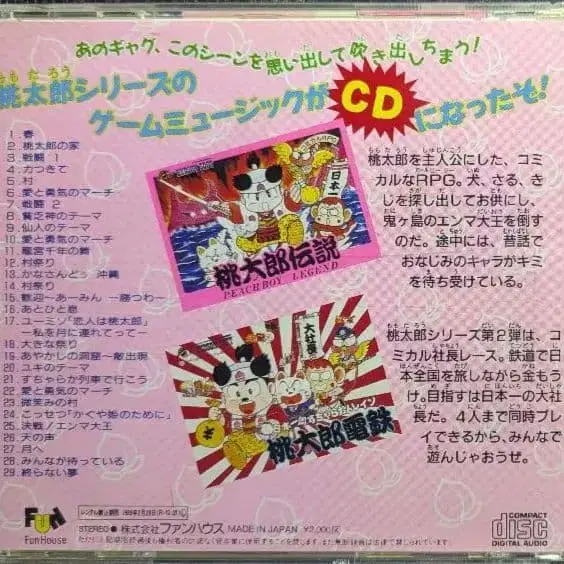 あのギャグ、このシーンを思い出して吹き出しちまう!
桃太郎シリーズの
ゲームミュージックが
CD
になったぞ!
1. 春
2. 桃太郎の家
3. 戦闘 1
4. 力つきて
5. 村
6. 愛と勇気のマーチ
7. 戦闘 2
8. 貧乏神のテーマ
9. 仙人のテーマ
10. 愛と勇気のマーチ
11. 竜宮千年の舞
12. 村祭り
13. かなさんどぅ 沖縄
14. 村祭り
15. 歓迎〜あーみん 一勝つわー
16. あとひと息
17. ユーミソ「恋人は桃太郎」
―私を月に連れてって―
18. 大きな祭り
19. あやかしの洞窟〜敵出現
20. ユキのテーマ
21. すちゃらか列車で行こう
22. 愛と勇気のマーチ
23. 微笑みの村
24. こっせつ「かぐや姫のために」
25. 決戦!エンマ大王
26. 天の声
27. 月へ
28. みんなが待っている
29. 終らない夢
桃太郎伝説
PEACH BOY LEGEND
日本一
桃太郎を主人公にした、コミ
カルなRPG。犬、さる、き
じを探し出してお供にし、
鬼ヶ島のエンマ大王を倒す
のだ。途中には、昔話で
おなじみのキャラがキミ
を待ち受けている。
大社長
桃太郎電鉄
桃太郎シリーズ第2弾は、コ
ミカル社長レース。鉄道で日
本全国を旅しながら金もう
け。目指すは日本一の大社
長だ。4人まで同時プレ
イできるから、みんなで
遊んじゃおうぜ。
Fun House
STEREO 株式会社ファンハウス MADE IN JAPAN ¥2,000
COMPACT
disc
DIGITAL AUDIO